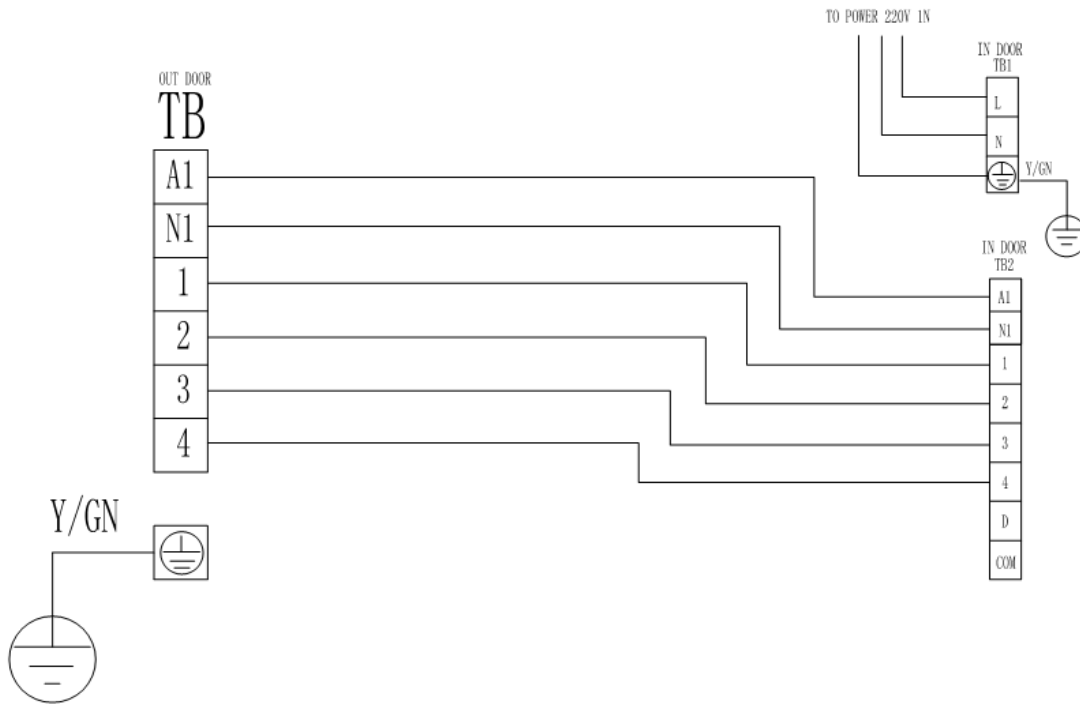 TO POWER 220V 1N
IN DOOR
TB1
L
N
Y/GN
OUT DOOR
TB
A1
N1
1
2
3
4
Y/GN
IN DOOR
TB2
A1
N1
1
2
3
4
D
COM